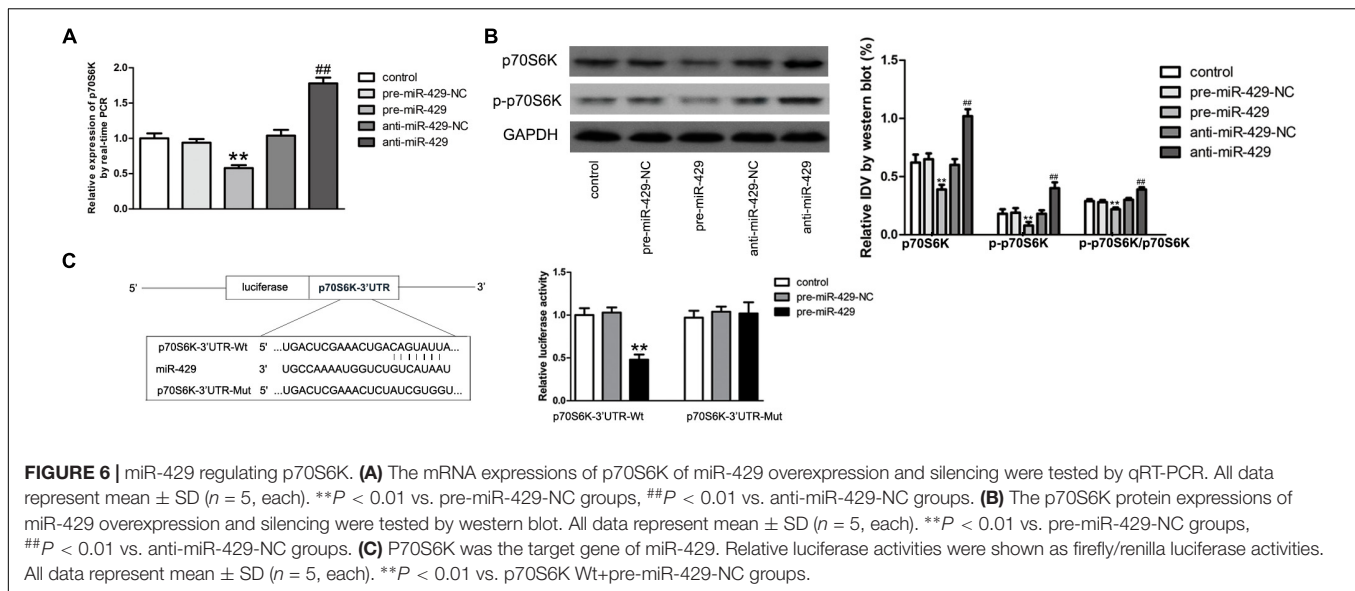 A
Relative expression of p70S6K
by real-time PCR
2.0
1.5
1.0
0.5
0.0
**
##
control
pre-miR-429-NC
pre-miR-429
anti-miR-429-NC
anti-miR-429
B
p70S6K
p-p70S6K
GAPDH
control
pre-miR-429-NC
pre-miR-429
anti-miR-429-NC
anti-miR-429
Relative IDV by western blot (%)
1.5
1.0
0.5
0.0
**
##
**
##
**
##
p70S6K
p-p70S6K
p-p70S6K/p70S6K
control
pre-miR-429-NC
pre-miR-429
anti-miR-429-NC
anti-miR-429
C
5'
luciferase
p70S6K-3'UTR
3'
p70S6K-3'UTR-Wt 5' ...UGACUCGAAACUGACAGUAUUA...
miR-429 3' UGCCAAAAUGGUCUGUCAUAAU
p70S6K-3'UTR-Mut 5' ...UGACUCGAAACUCUAUCGUGGU...
Relative luciferase activity
1.5
1.0
0.5
0.0
**
p70S6K-3'UTR-Wt
p70S6K-3'UTR-Mut
control
pre-miR-429-NC
pre-miR-429
FIGURE 6 | miR-429 regulating p70S6K. (A) The mRNA expressions of p70S6K of miR-429 overexpression and silencing were tested by qRT-PCR. All data
represent mean ± SD (n = 5, each). **P < 0.01 vs. pre-miR-429-NC groups, ##P < 0.01 vs. anti-miR-429-NC groups. (B) The p70S6K protein expressions of
miR-429 overexpression and silencing were tested by western blot. All data represent mean ± SD (n = 5, each). **P < 0.01 vs. pre-miR-429-NC groups,
##P < 0.01 vs. anti-miR-429-NC groups. (C) P70S6K was the target gene of miR-429. Relative luciferase activities were shown as firefly/renilla luciferase activities.
All data represent mean ± SD (n = 5, each). **P < 0.01 vs. p70S6K Wt+pre-miR-429-NC groups.